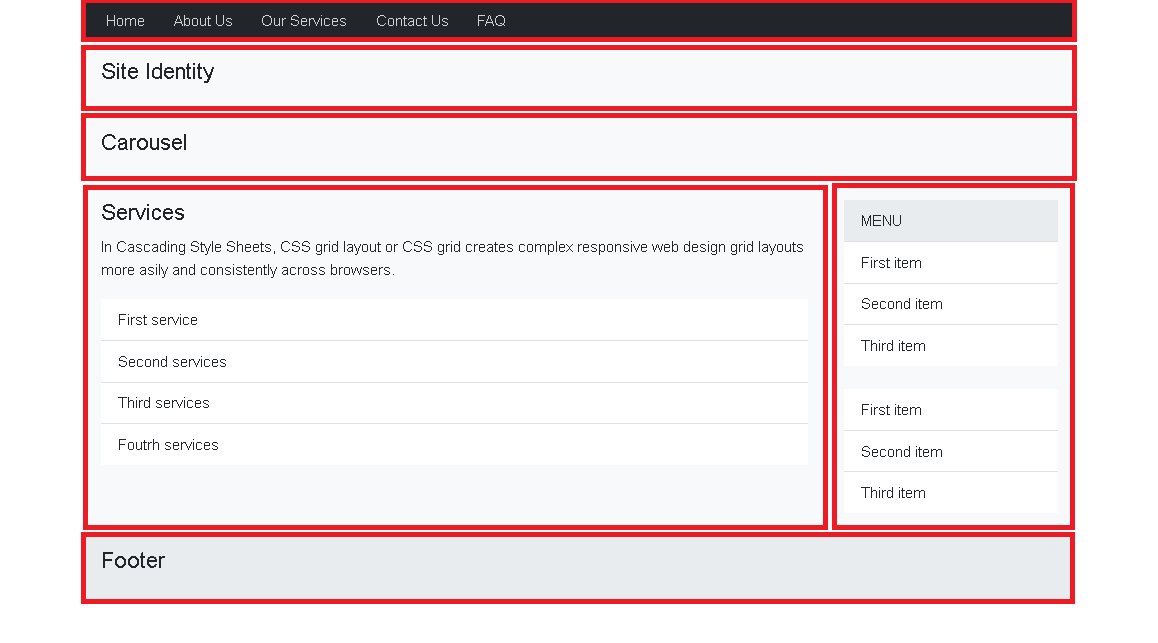 Home About Us Our Services Contact Us FAQ
Site Identity
Carousel
Services
In Cascading Style Sheets, CSS grid layout or CSS grid creates complex responsive web design grid layouts
more asily and consistently across browsers.
First service
Second services
Third services
Foutrh services
MENU
First item
Second item
Third item
First item
Second item
Third item
Footer